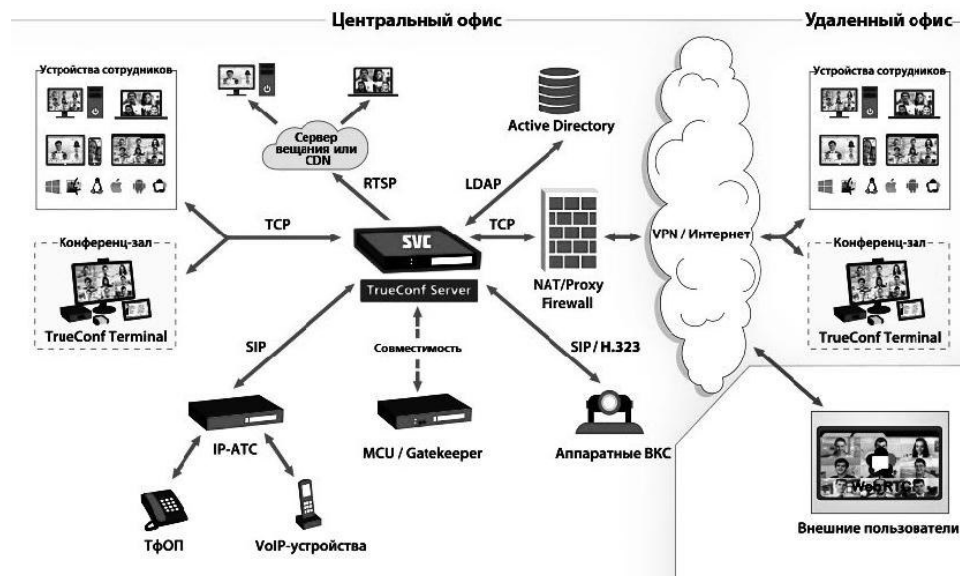 Центральный офис
Удаленный офис
Устройства сотрудников
Сервер
вещания или
CDN
Active Directory
Устройства сотрудников
RTSP
LDAP
TCP
SVC
TCP
VPN / Интернет
Конференц-зал
TrueConf Terminal
TrueConf Server
NAT/Proxy
Firewall
Конференц-зал
TrueConf Terminal
SIP
Совместимость
SIP / H.323
IP-АТС
MCU / Gatekeeper
Аппаратные ВКС
WebRTC
ТфОП
VoIP-устройства
Внешние пользователи